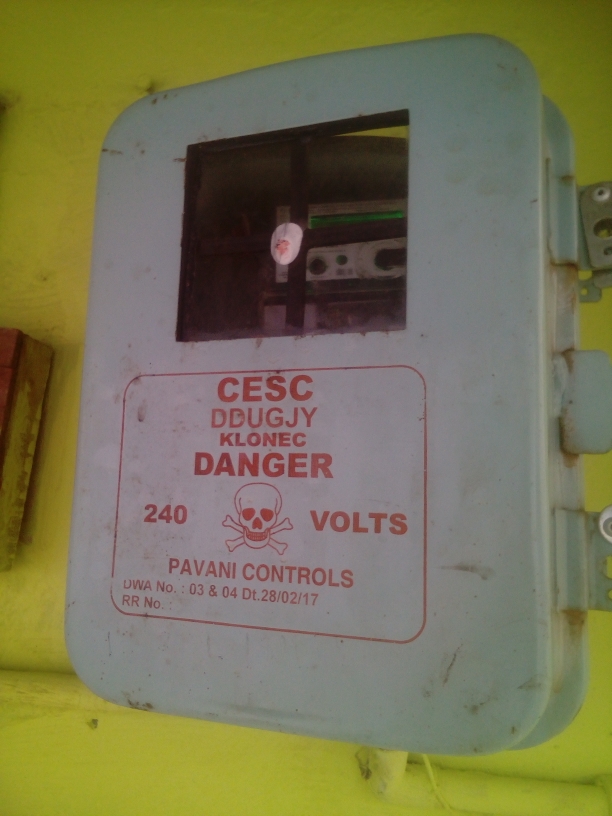 CESC
DDUGJY
KLONEC
DANGER
240 VOLTS
PAVANI CONTROLS
DWA No. : 03 & 04 Dt.28/02/17
RR No. :